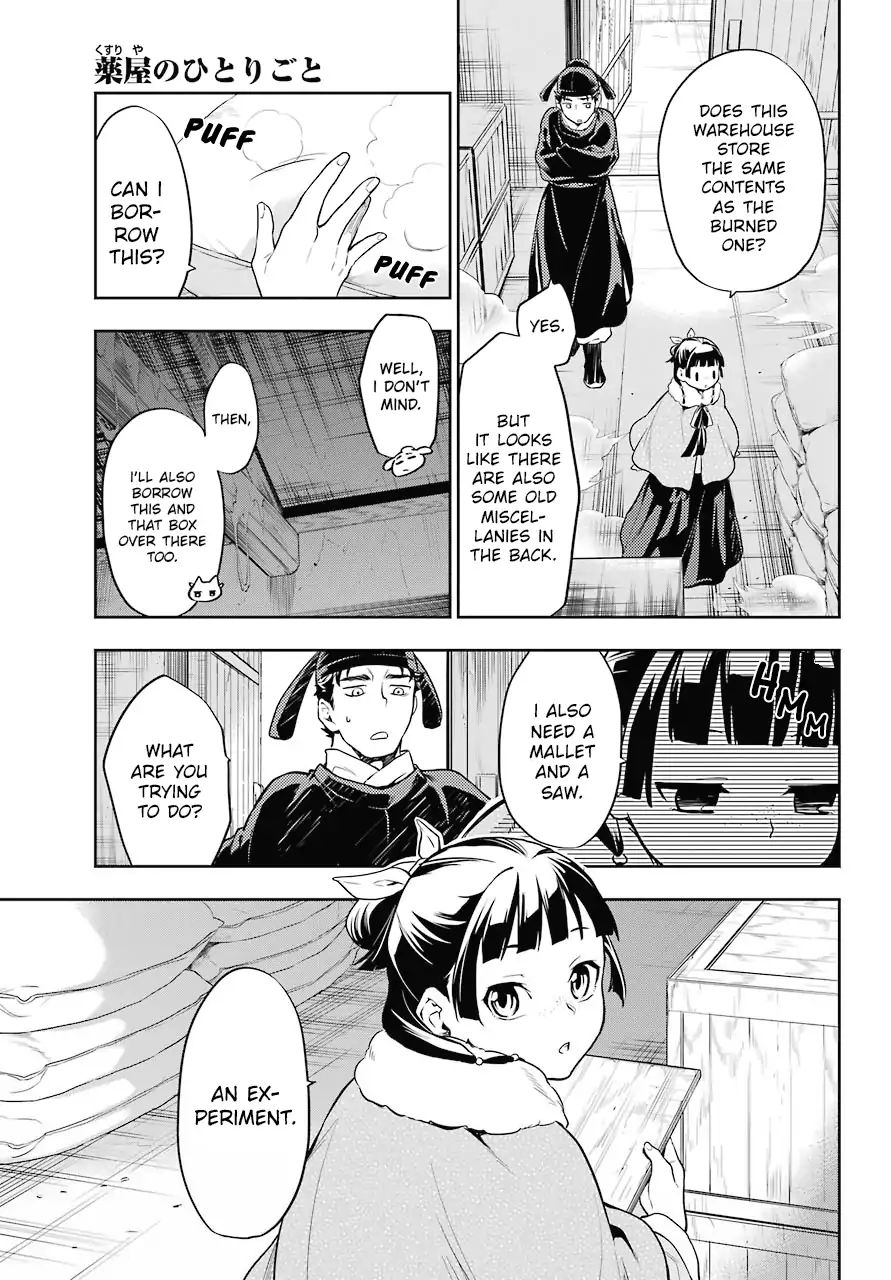 くすり や
薬屋のひとりごと
DOES THIS
WAREHOUSE
STORE
THE SAME
CONTENTS
AS THE
BURNED
ONE?
YES.
BUT
IT LOOKS
LIKE THERE
ARE ALSO
SOME OLD
MISCEL-
LANIES
IN THE
BACK.
PUFF
PUFF
CAN I
BOR-
ROW
THIS?
WELL,
I DON'T
MIND.
THEN,
I'LL ALSO
BORROW
THIS AND
THAT BOX
OVER THERE
TOO.
HMM
I ALSO
NEED A
MALLET
AND A
SAW.
WHAT
ARE YOU
TRYING
TO DO?
AN EX-
PERIMENT.